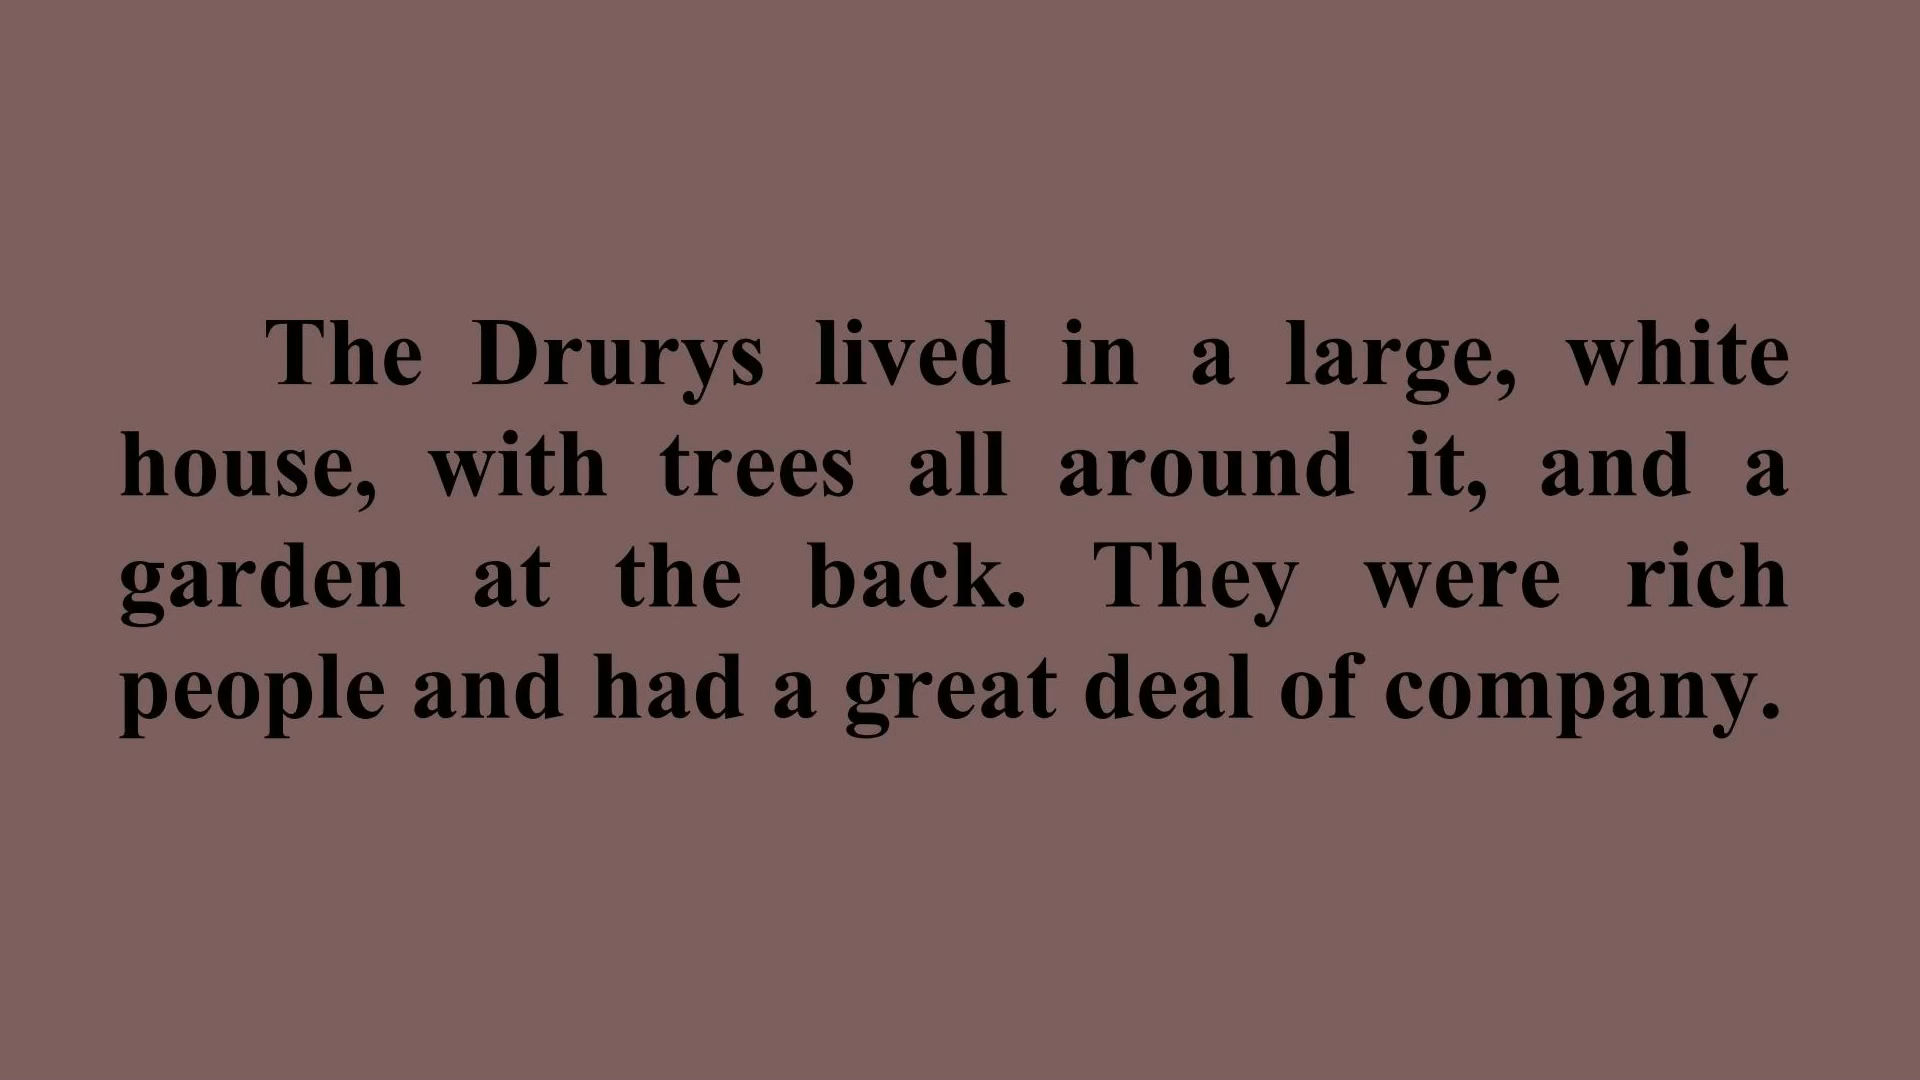 The Drurys lived in a large, white
house, with trees all around it, and a
garden at the back. They were rich
people and had a great deal of company.